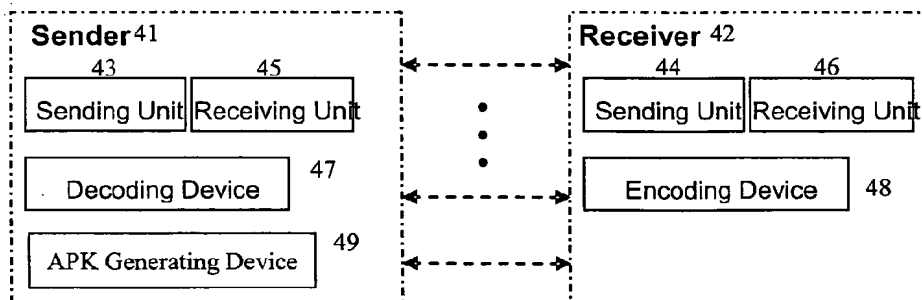 Sender 41
43 45
Sending Unit Receiving Unit
Decoding Device 47
APK Generating Device 49
Receiver 42
44 46
Sending Unit Receiving Unit
Encoding Device 48